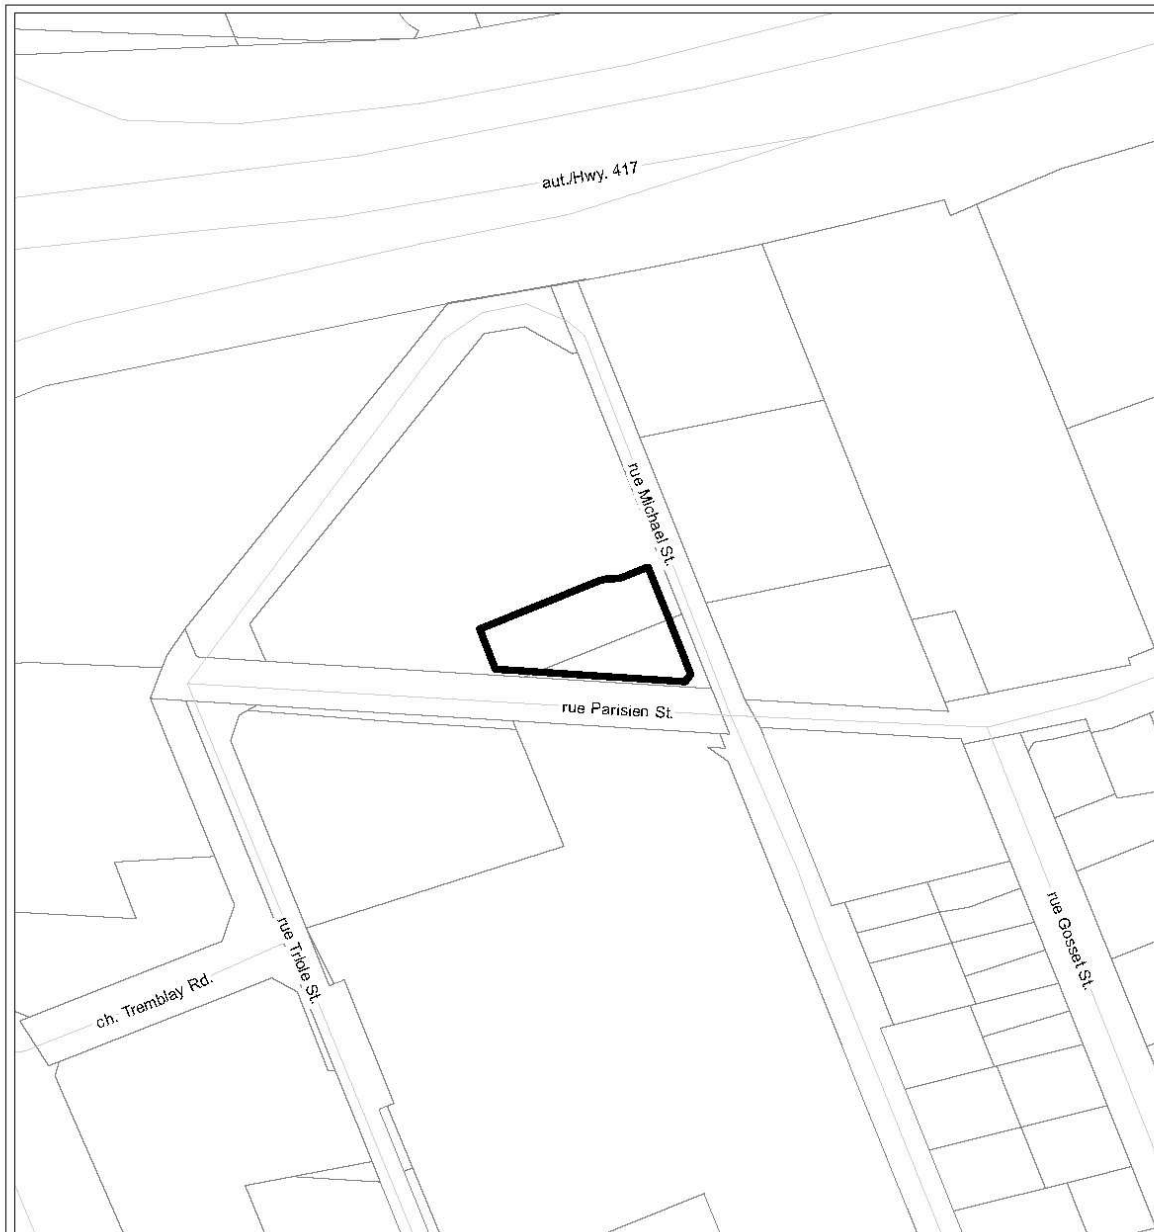 aut./Hwy. 417
rue Michael St.
rue Parisien St.
rue Triole St.
rue Gosset St.
ch. Tremblay Rd.